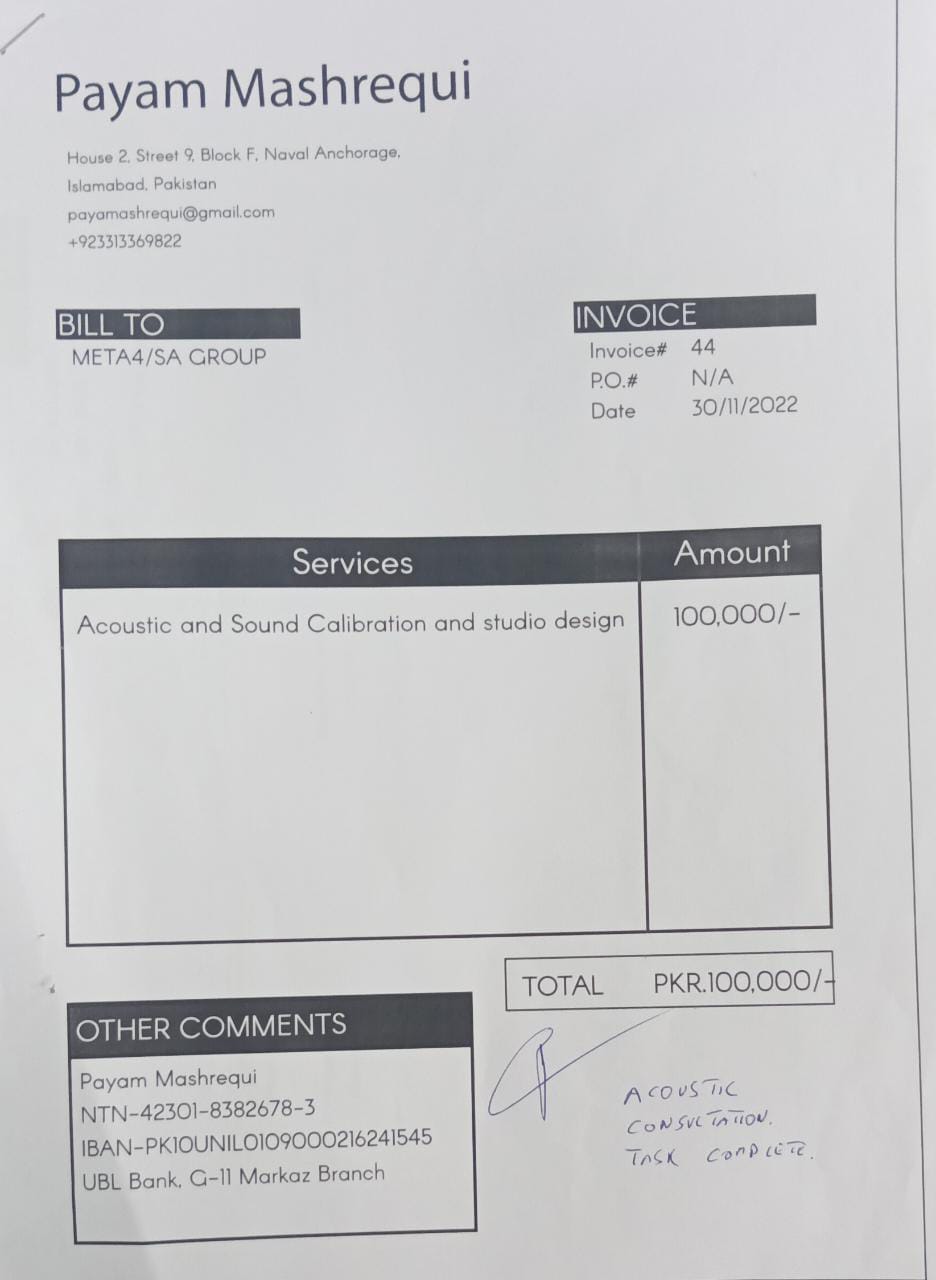 Payam Mashrequi
House 2, Street 9, Block F, Naval Anchorage,
Islamabad, Pakistan
payamashrequi@gmail.com
+923313369822
BILL TO
META4/SA GROUP
INVOICE
Invoice# 44
P.O.# N/A
Date 30/11/2022
Services Amount
Acoustic and Sound Calibration and studio design 100,000/-
TOTAL PKR.100,000/-
OTHER COMMENTS
Payam Mashrequi
NTN-42301-8382678-3
IBAN-PK10UNIL0109000216241545
UBL Bank, G-11 Markaz Branch
ACOUSTIC
CONSULTATION.
TASK COMPLETE.